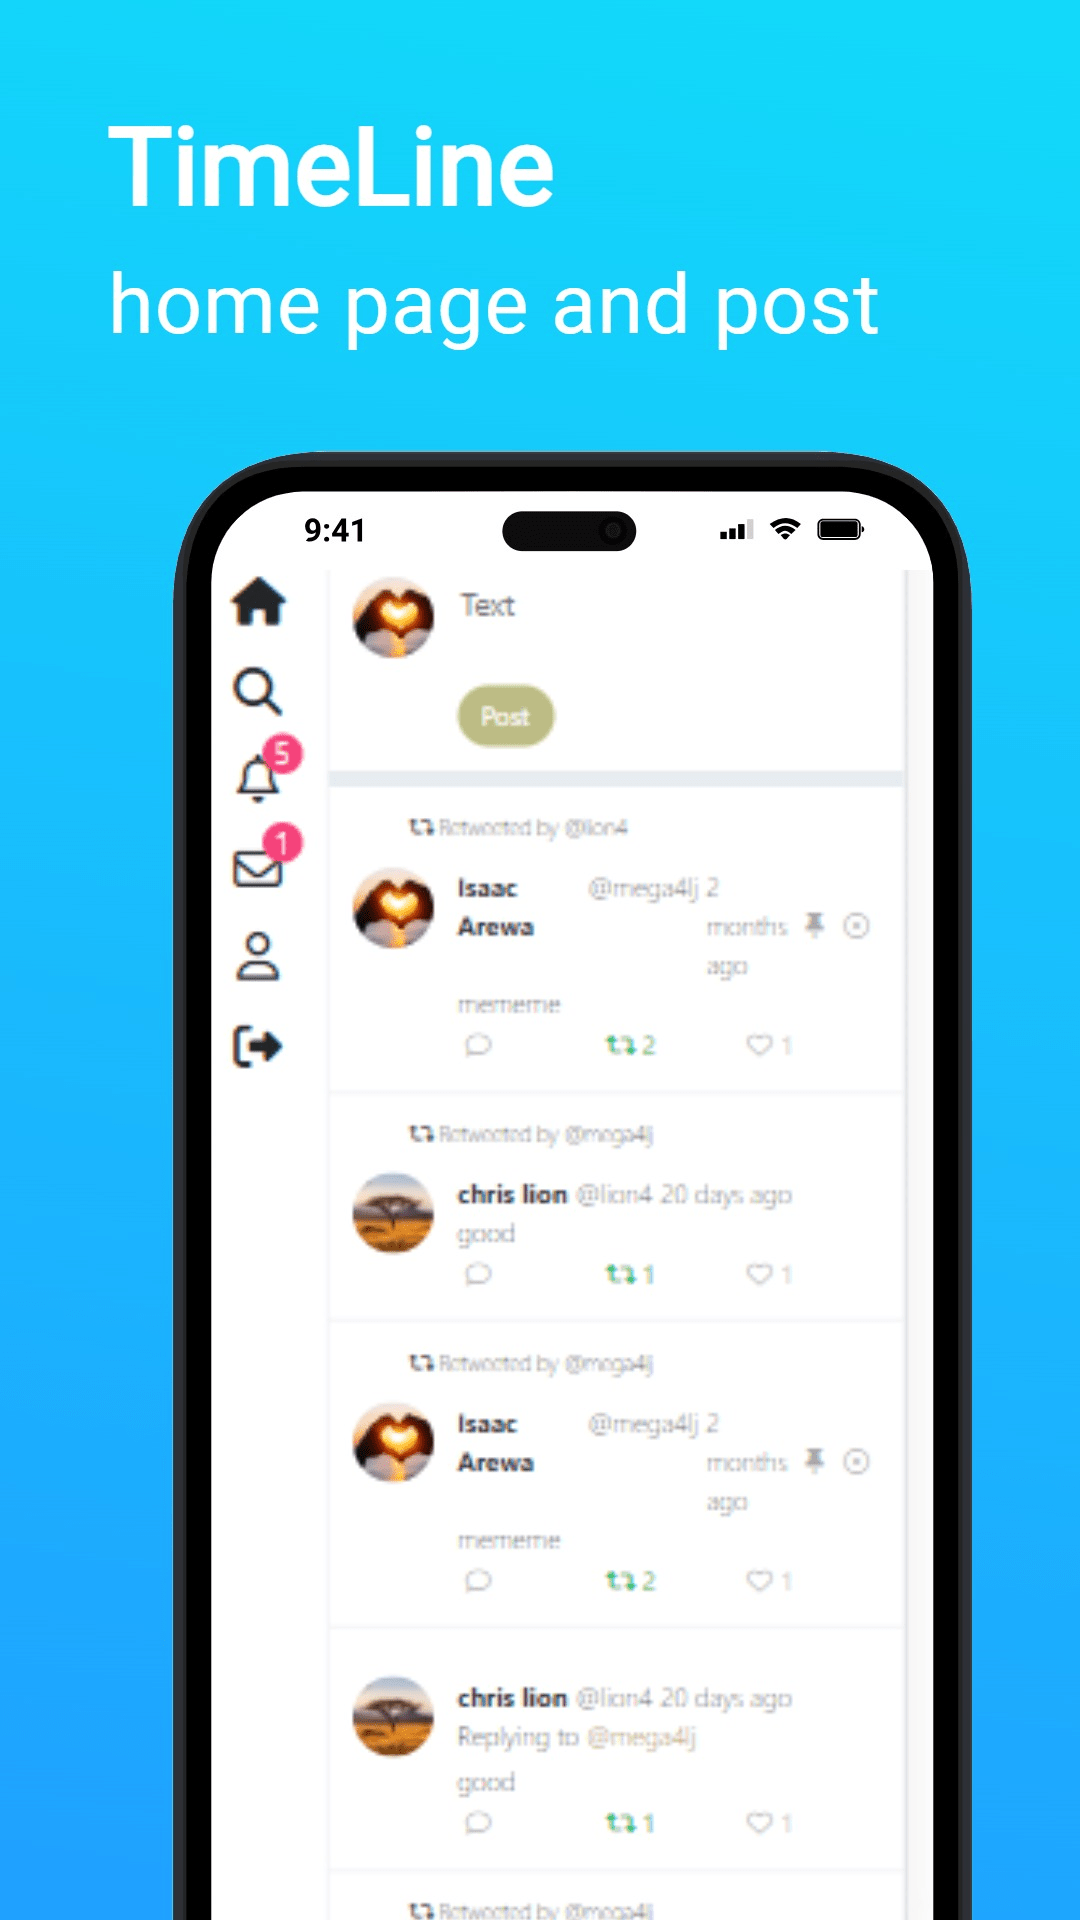 TimeLine
home page and post
9:41
Text
Post
5
1
Retweeted by @lion4
Isaac @mega4lj 2
Arewa months
ago
mememe
2 1
Retweeted by @mega4lj
chris lion @lion4 20 days ago
good
1 1
Retweeted by @mega4lj
Isaac @mega4lj 2
Arewa months
ago
mememe
2 1
chris lion @lion4 20 days ago
Replying to @mega4lj
good
1 1
Retweeted by @mega4lj